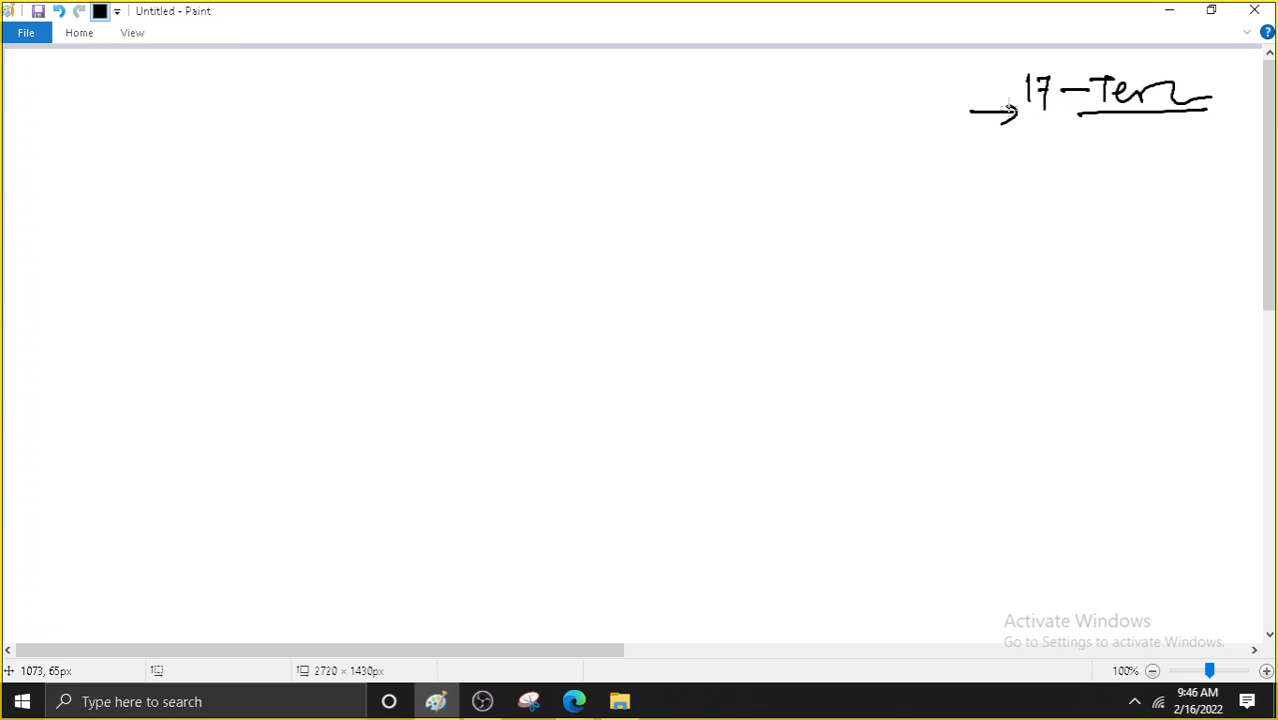 Untitled - Paint
File Home View
17 - Term
Activate Windows
Go to Settings to activate Windows.
1073, 65px
2720 × 1430px
100%
Type here to search
9:46 AM
2/16/2022